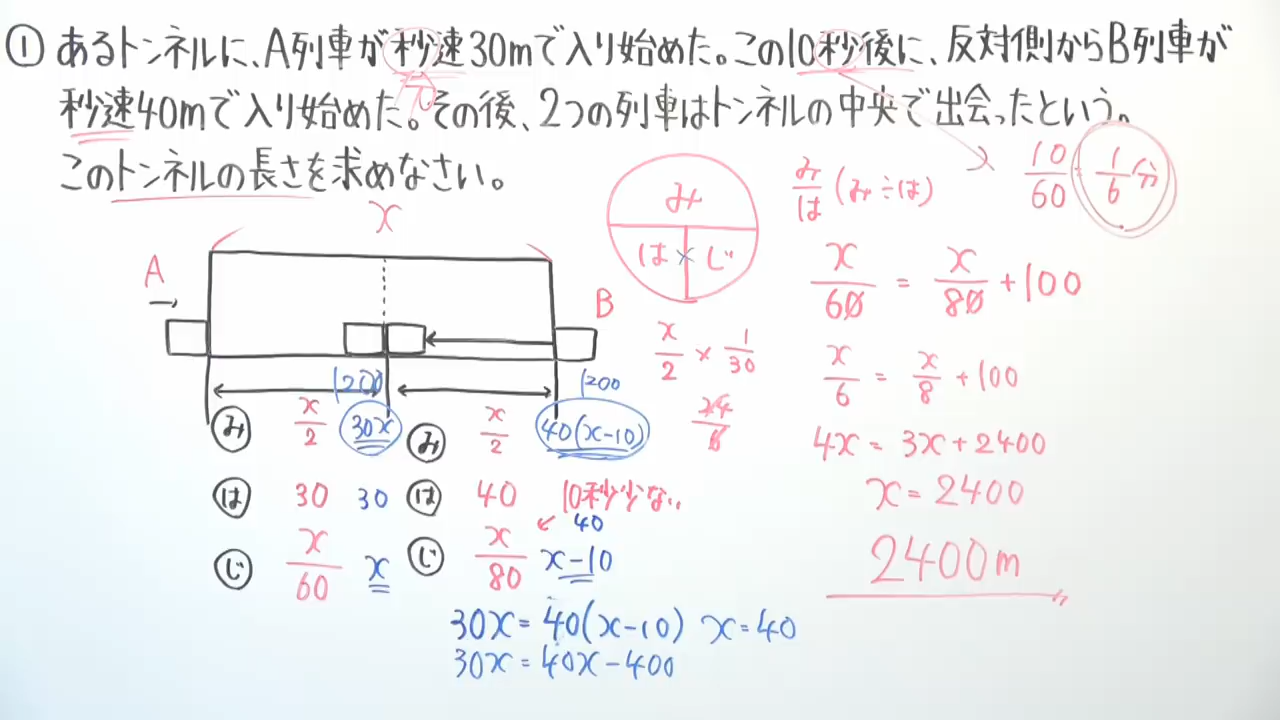 ① あるトンネルに、A列車が秒速30mで入り始めた。この10秒後に、反対側からB列車が
秒速40mで入り始めた。その後、2つの列車はトンネルの中央で出会ったという。
このトンネルの長さを求めなさい。
10/60 1/6分
み
は×じ
み/は (み÷は)
x
A
B
x/60 = x/80 + 100
x/2 × 1/30
x/6 = x/8 + 100
1200
1200
み x/2 30x み x/2 40(x-10)
4x = 3x + 2400
は 30 30 は 40 10秒少ない
x = 2400
40
じ x/60 x じ x/80 x-10
2400m
30x = 40(x-10) x = 40
30x = 40x - 400